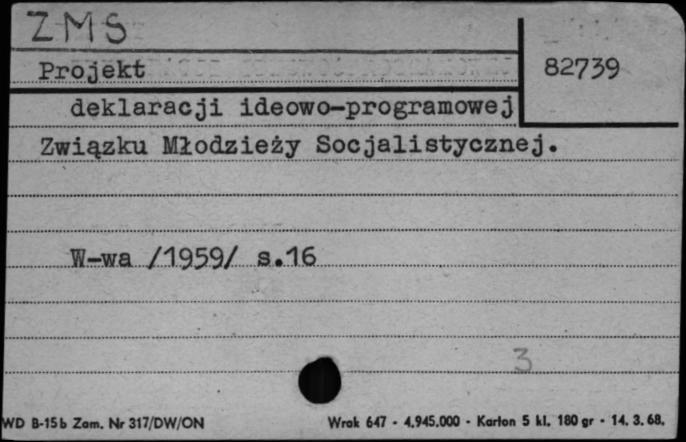 ZMS
Projekt
82739
deklaracji ideowo-programowej
Związku Młodzieży Socjalistycznej.
W-wa /1959/ s.16
3
WD B-15b Zam. Nr 317/DW/ON Wrak 647 - 4.945.000 - Karton 5 kl. 180 gr - 14. 3. 68.